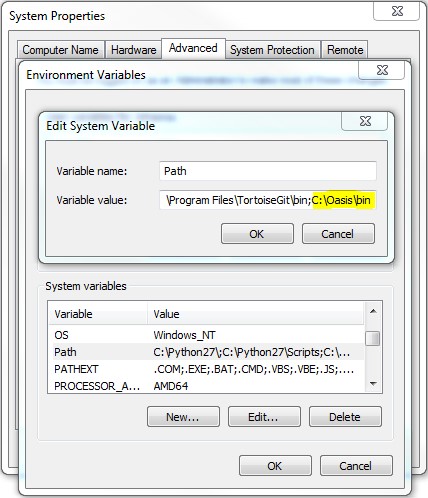 System Properties
Computer Name Hardware Advanced System Protection Remote
Environment Variables
Edit System Variable
Variable name: Path
Variable value: \Program Files\TortoiseGit\bin;C:\Oasis\bin
OK Cancel
System variables
Variable Value
OS Windows_NT
Path C:\Python27\;C:\Python27\Scripts;C:\...
PATHEXT .COM;.EXE;.BAT;.CMD;.VBS;.VBE;.JS;....
PROCESSOR_A... AMD64
New... Edit... Delete
OK Cancel